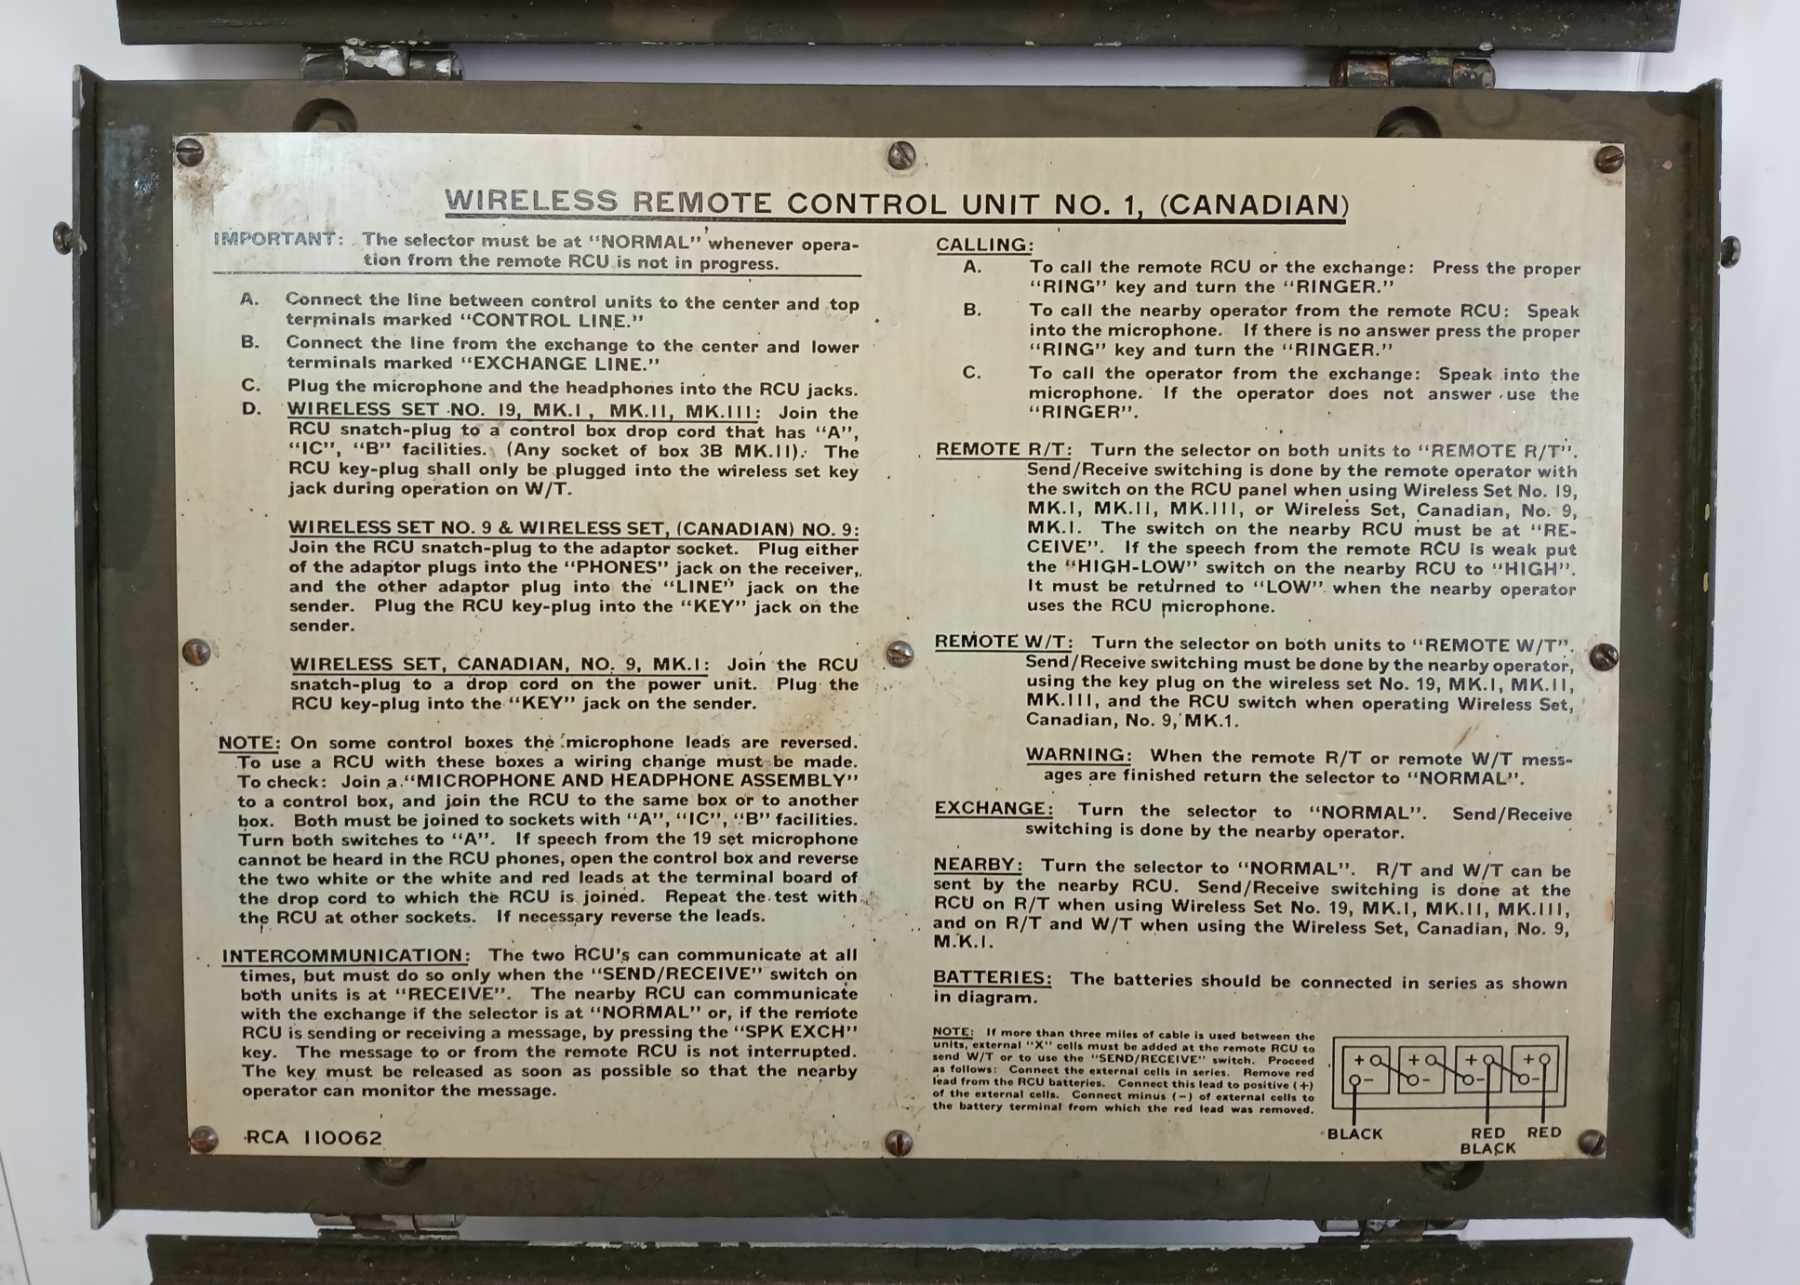 WIRELESS REMOTE CONTROL UNIT NO. 1, (CANADIAN)
IMPORTANT: The selector must be at “NORMAL” whenever opera-
tion from the remote RCU is not in progress.
A. Connect the line between control units to the center and top
terminals marked “CONTROL LINE.”
B. Connect the line from the exchange to the center and lower
terminals marked “EXCHANGE LINE.”
C. Plug the microphone and the headphones into the RCU jacks.
D. WIRELESS SET NO. 19, MK.I, MK.II, MK.III: Join the
RCU snatch-plug to a control box drop cord that has “A”,
“IC”, “B” facilities. (Any socket of box 3B MK.II). The
RCU key-plug shall only be plugged into the wireless set key
jack during operation on W/T.
WIRELESS SET NO. 9 & WIRELESS SET, (CANADIAN) NO. 9:
Join the RCU snatch-plug to the adaptor socket. Plug either
of the adaptor plugs into the “PHONES” jack on the receiver,
and the other adaptor plug into the “LINE” jack on the
sender. Plug the RCU key-plug into the “KEY” jack on the
sender.
WIRELESS SET, CANADIAN, NO. 9, MK.I: Join the RCU
snatch-plug to a drop cord on the power unit. Plug the
RCU key-plug into the “KEY” jack on the sender.
NOTE: On some control boxes the microphone leads are reversed.
To use a RCU with these boxes a wiring change must be made.
To check: Join a “MICROPHONE AND HEADPHONE ASSEMBLY”
to a control box, and join the RCU to the same box or to another
box. Both must be joined to sockets with “A”, “IC”, “B” facilities.
Turn both switches to “A”. If speech from the 19 set microphone
cannot be heard in the RCU phones, open the control box and reverse
the two white or the white and red leads at the terminal board of
the drop cord to which the RCU is joined. Repeat the test with
the RCU at other sockets. If necessary reverse the leads.
INTERCOMMUNICATION: The two RCU’s can communicate at all
times, but must do so only when the “SEND/RECEIVE” switch on
both units is at “RECEIVE”. The nearby RCU can communicate
with the exchange if the selector is at “NORMAL” or, if the remote
RCU is sending or receiving a message, by pressing the “SPK EXCH”
key. The message to or from the remote RCU is not interrupted.
The key must be released as soon as possible so that the nearby
operator can monitor the message.
RCA 110062
CALLING:
A. To call the remote RCU or the exchange: Press the proper
“RING” key and turn the “RINGER.”
B. To call the nearby operator from the remote RCU: Speak
into the microphone. If there is no answer press the proper
“RING” key and turn the “RINGER.”
C. To call the operator from the exchange: Speak into the
microphone. If the operator does not answer use the
“RINGER”.
REMOTE R/T: Turn the selector on both units to “REMOTE R/T”.
Send/Receive switching is done by the remote operator with
the switch on the RCU panel when using Wireless Set No. 19,
MK.I, MK.II, MK.III, or Wireless Set, Canadian, No. 9,
MK.I. The switch on the nearby RCU must be at “RE-
CEIVE”. If the speech from the remote RCU is weak put
the “HIGH-LOW” switch on the nearby RCU to “HIGH”.
It must be returned to “LOW” when the nearby operator
uses the RCU microphone.
REMOTE W/T: Turn the selector on both units to “REMOTE W/T”.
Send/Receive switching must be done by the nearby operator,
using the key plug on the wireless set No. 19, MK.I, MK.II,
MK.III, and the RCU switch when operating Wireless Set,
Canadian, No. 9, MK.1.
WARNING: When the remote R/T or remote W/T mess-
ages are finished return the selector to “NORMAL”.
EXCHANGE: Turn the selector to “NORMAL”. Send/Receive
switching is done by the nearby operator.
NEARBY: Turn the selector to “NORMAL”. R/T and W/T can be
sent by the nearby RCU. Send/Receive switching is done at the
RCU on R/T when using Wireless Set No. 19, MK.I, MK.II, MK.III,
and on R/T and W/T when using the Wireless Set, Canadian, No. 9,
M.K.I.
BATTERIES: The batteries should be connected in series as shown
in diagram.
NOTE: If more than three miles of cable is used between the
units, external “X” cells must be added at the remote RCU to
send W/T or to use the “SEND/RECEIVE” switch. Proceed
as follows: Connect the external cells in series. Remove red
lead from the RCU batteries. Connect this lead to positive (+)
of the external cells. Connect minus (-) of external cells to
the battery terminal from which the red lead was removed.
+ + + +
- - - -
BLACK RED RED
BLACK